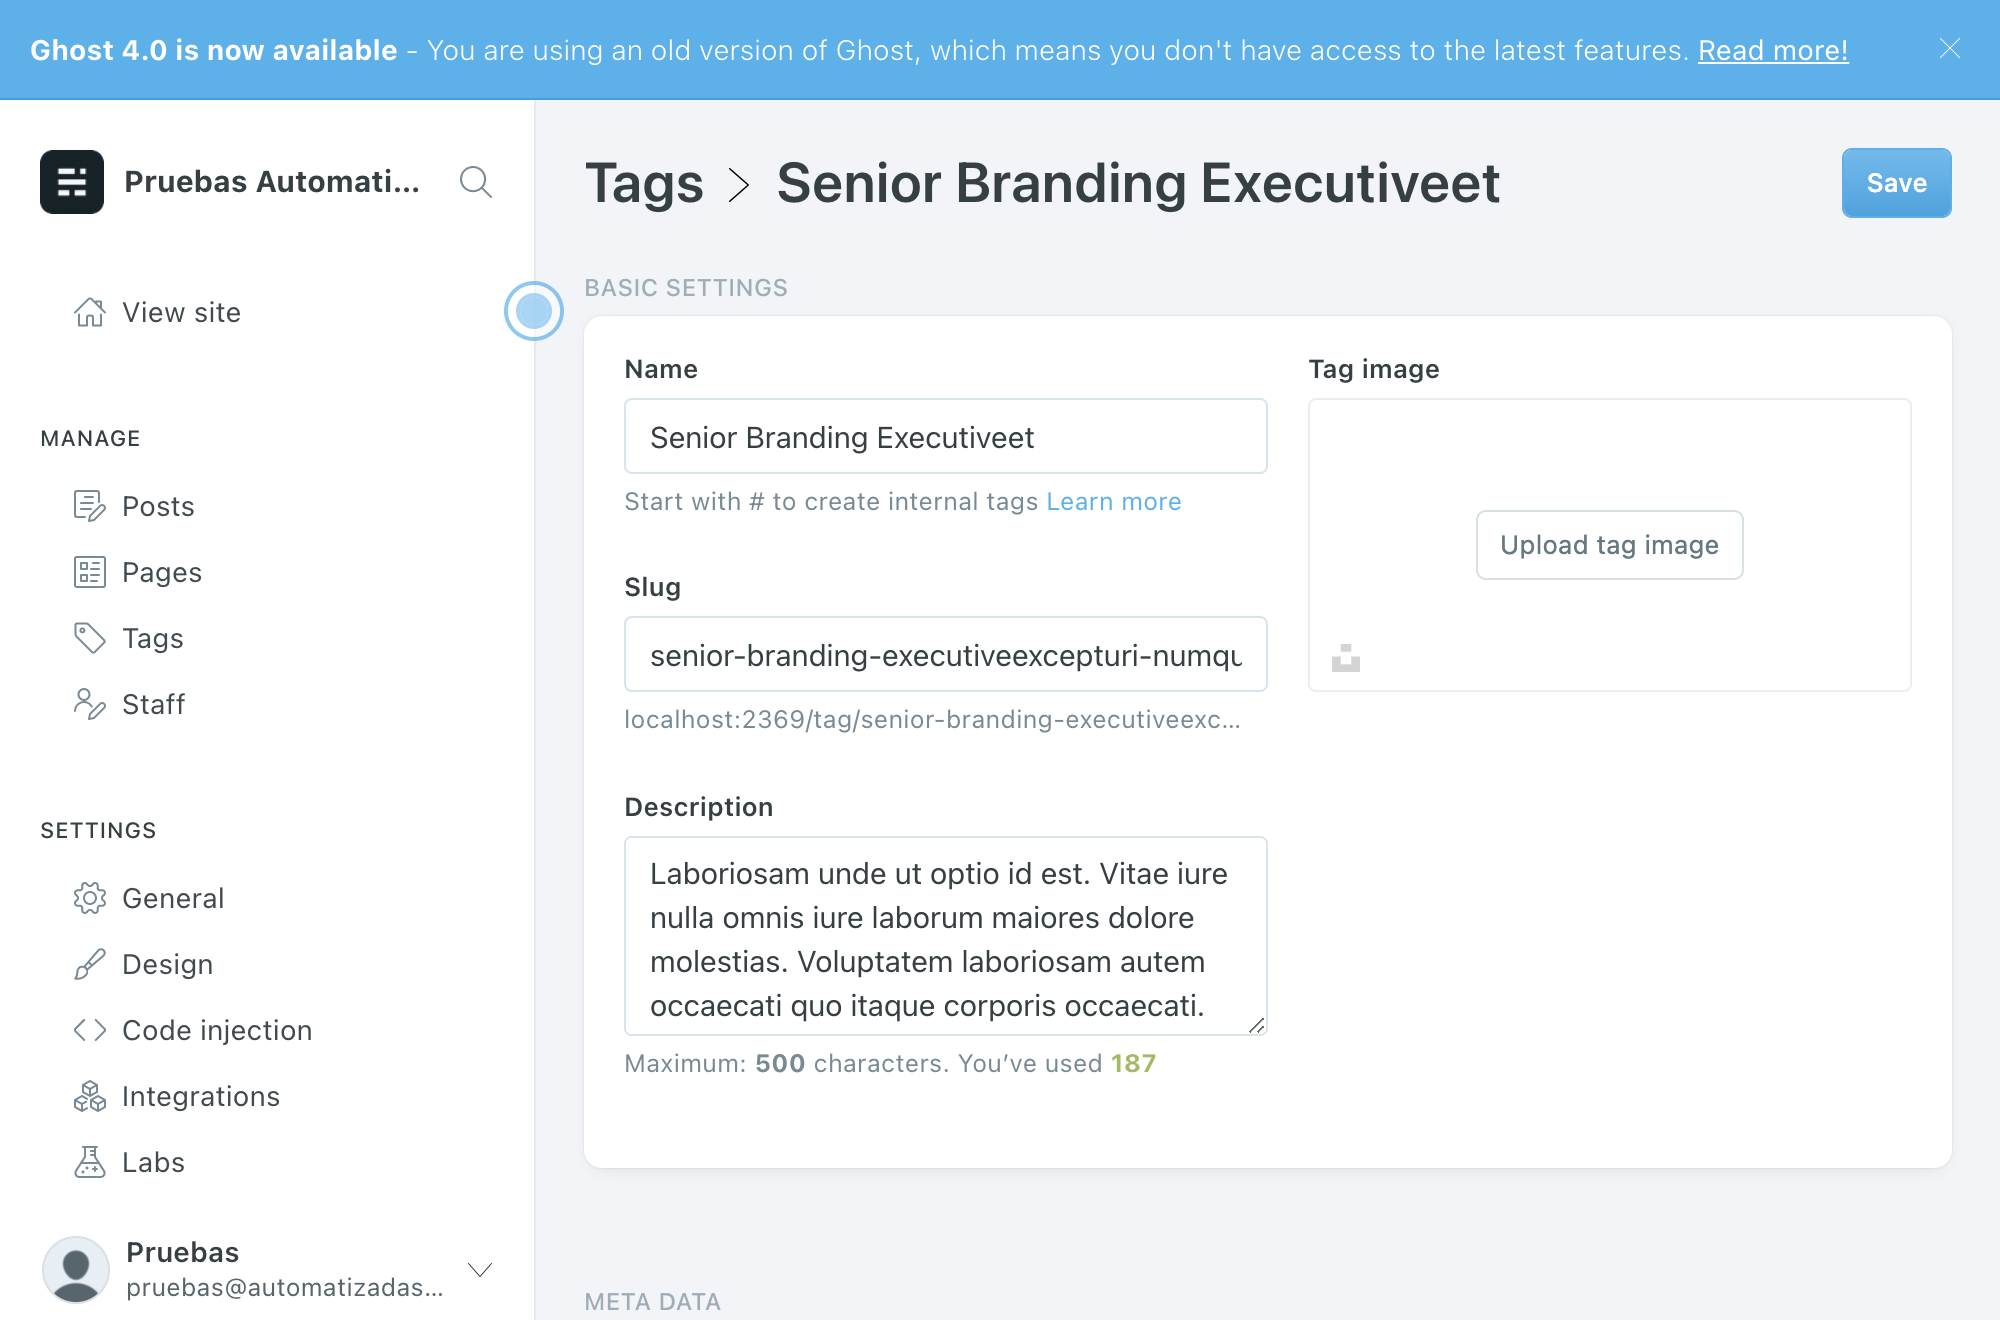 Ghost 4.0 is now available - You are using an old version of Ghost, which means you don't have access to the latest features. Read more!
Pruebas Automati...
View site
MANAGE
Posts
Pages
Tags
Staff
SETTINGS
General
Design
Code injection
Integrations
Labs
Pruebas
pruebas@automatizadas...
Tags > Senior Branding Executiveet
Save
BASIC SETTINGS
Name
Senior Branding Executiveet
Start with # to create internal tags Learn more
Slug
senior-branding-executiveexcepturi-numqu
localhost:2369/tag/senior-branding-executiveexc...
Description
Laboriosam unde ut optio id est. Vitae iure
nulla omnis iure laborum maiores dolore
molestias. Voluptatem laboriosam autem
occaecati quo itaque corporis occaecati.
Maximum: 500 characters. You’ve used 187
Tag image
Upload tag image
META DATA